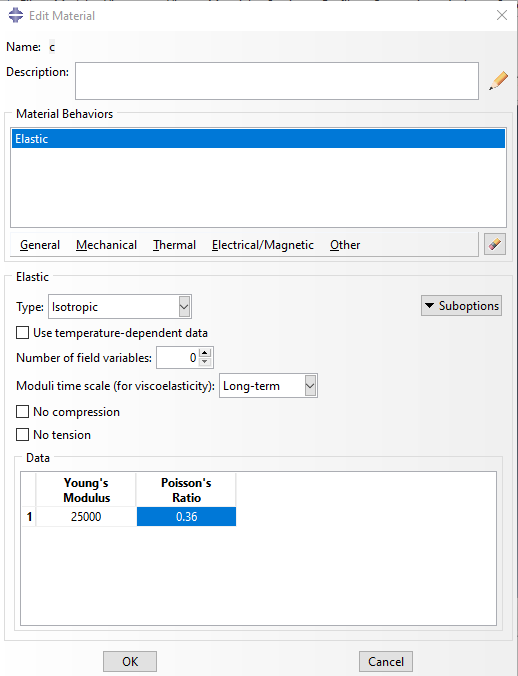 Edit Material
Name: c
Description:
Material Behaviors
Elastic
General Mechanical Thermal Electrical/Magnetic Other
Elastic
Type: Isotropic
Suboptions
Use temperature-dependent data
Number of field variables: 0
Moduli time scale (for viscoelasticity): Long-term
No compression
No tension
Data
Young's Modulus Poisson's Ratio
1 25000 0.36
OK Cancel